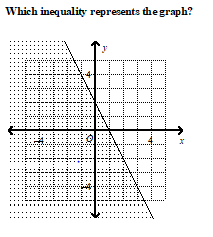 Which inequality represents the graph?
y
4
-4
O
4
x
-4